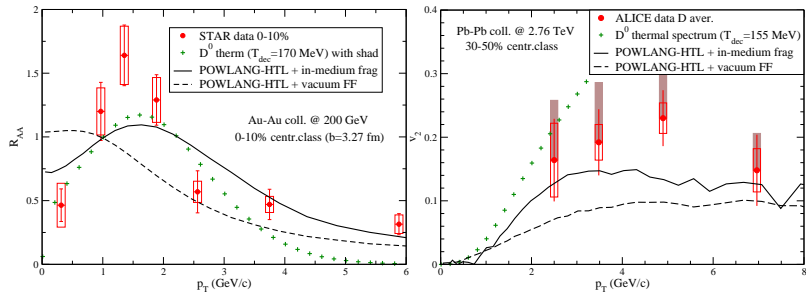 2
1.5
1
0.5
0
R_AA
STAR data 0-10%
D^0 therm (T_dec=170 MeV) with shad
POWLANG-HTL + in-medium frag
POWLANG-HTL + vacuum FF
Au-Au coll. @ 200 GeV
0-10% centr.class (b=3.27 fm)
0 1 2 3 4 5 6
p_T (GeV/c)
0.4
0.3
0.2
0.1
0
v_2
Pb-Pb coll. @ 2.76 TeV
30-50% centr.class
ALICE data D aver.
D^0 thermal spectrum (T_dec=155 MeV)
POWLANG-HTL + in-medium frag
POWLANG-HTL + vacuum FF
0 2 4 6 8
p_T (GeV/c)